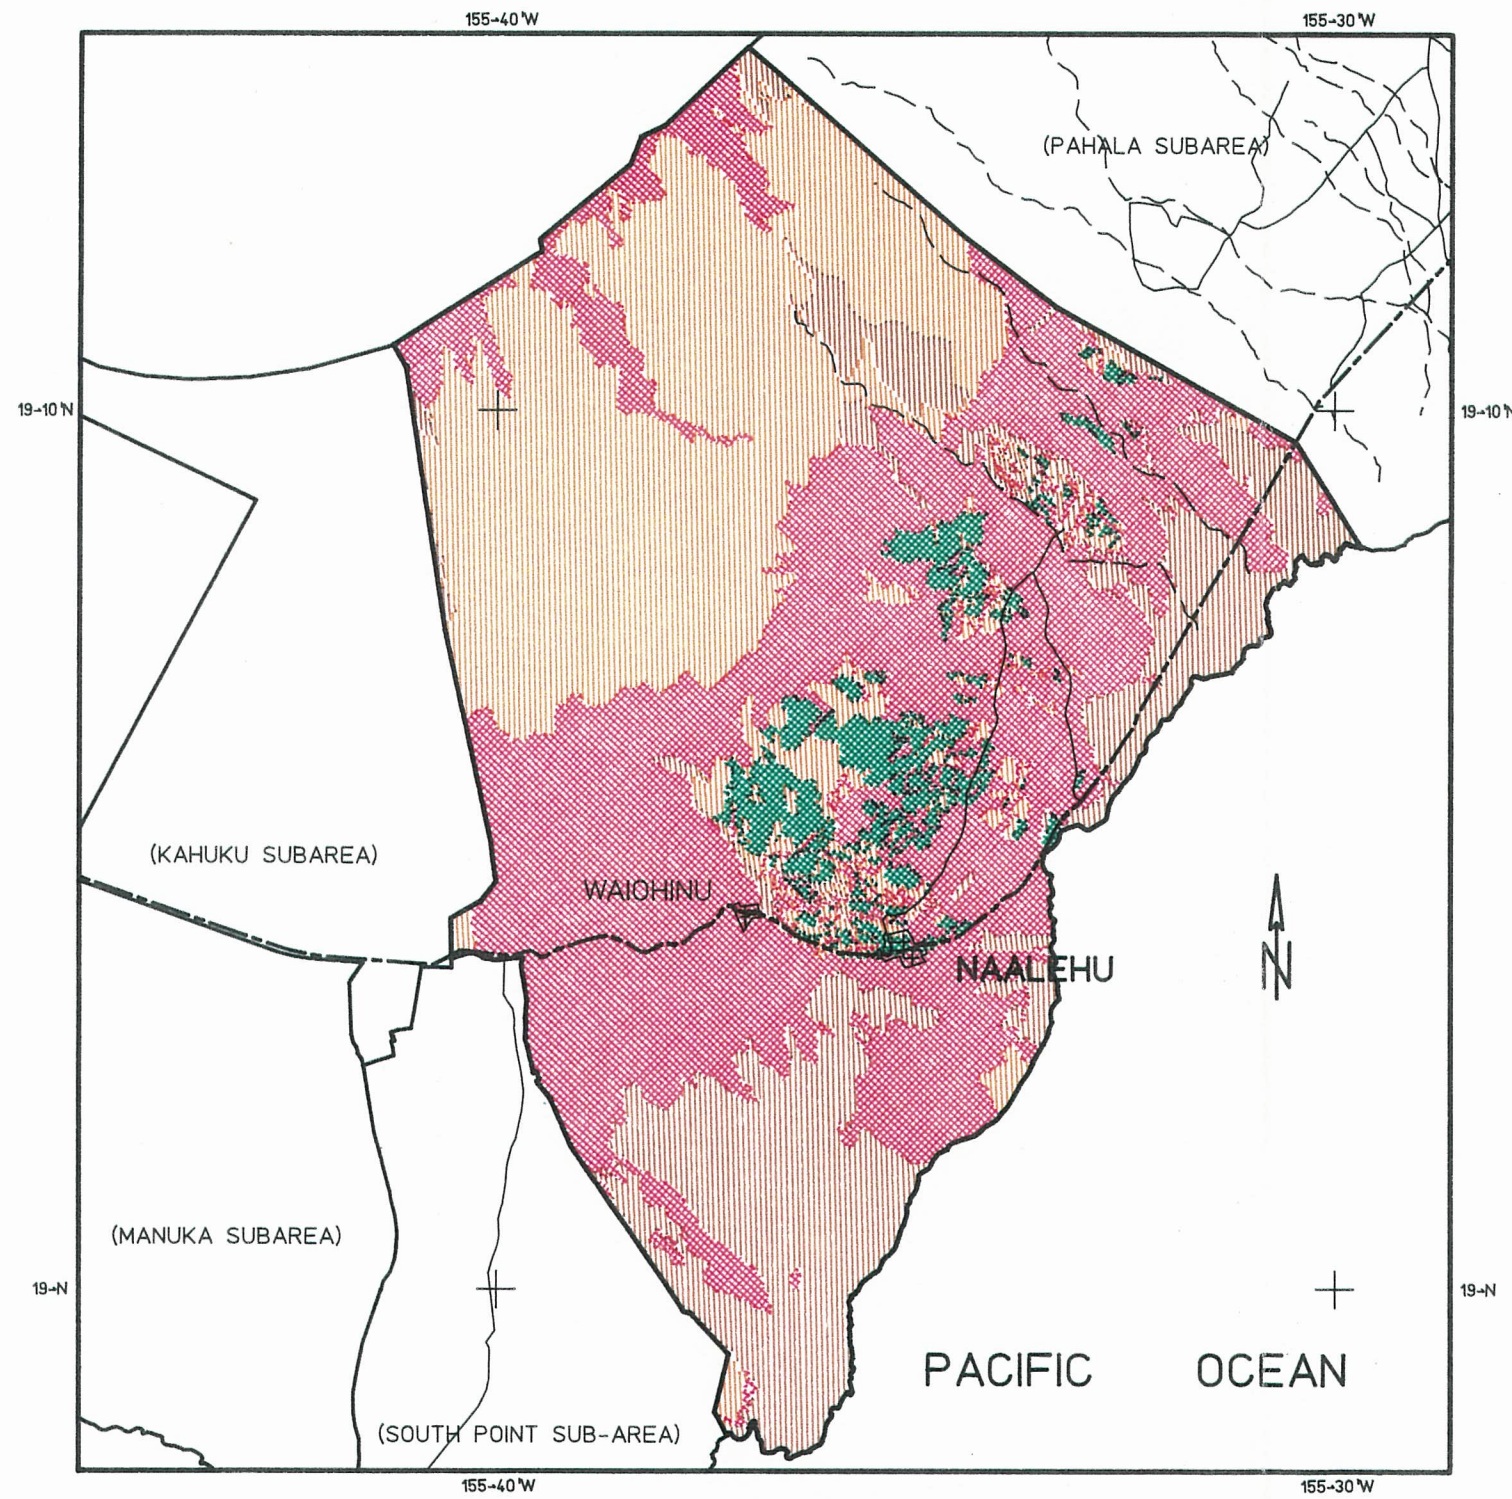 155→40'W
155→30'W
(PAHALA SUBAREA)
19→10'N
19→10'N
(KAHUKU SUBAREA)
WAIOHINU
NAALEHU
N
(MANUKA SUBAREA)
19→N
19→N
PACIFIC OCEAN
(SOUTH POINT SUB-AREA)
155→40'W
155→30'W